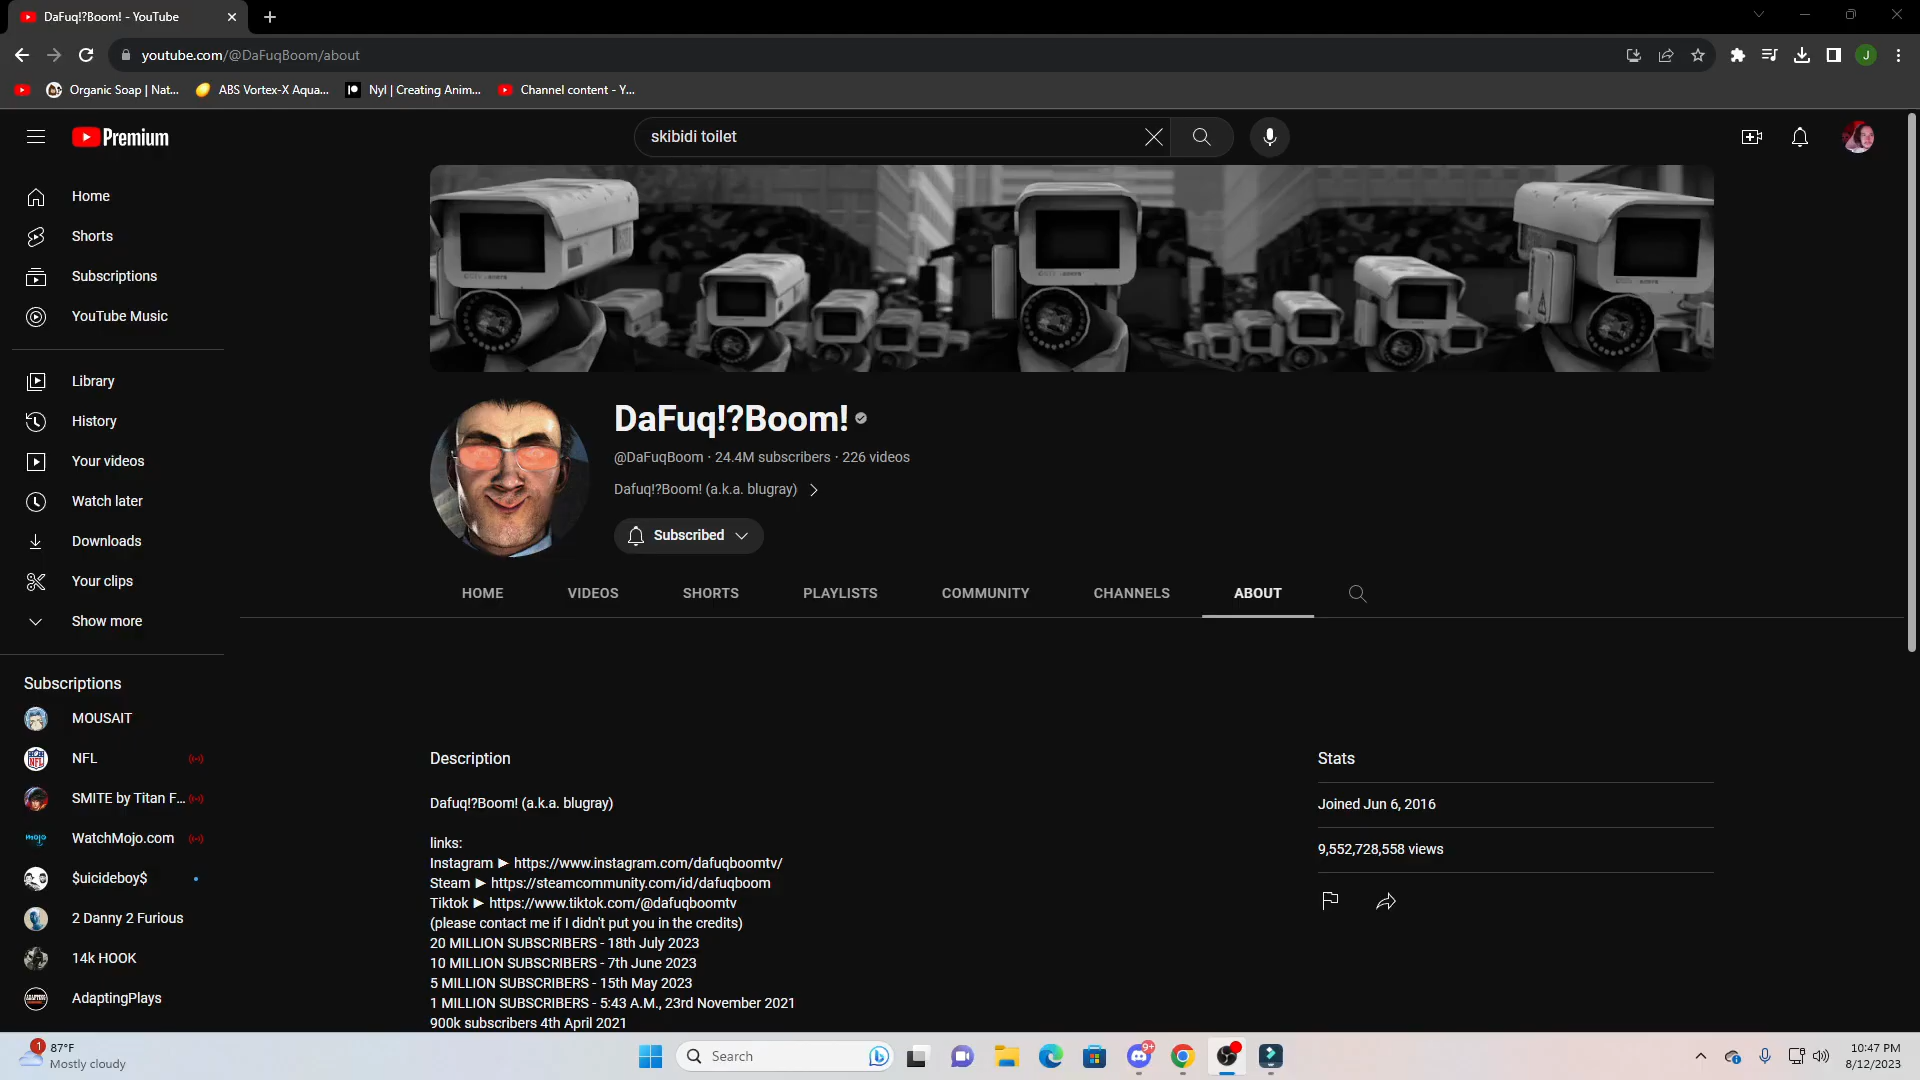 DaFuq!?Boom! - YouTube
youtube.com/@DaFuqBoom/about
J
Organic Soap | Nat...
ABS Vortex-X Aqua...
Nyl | Creating Anim...
Channel content - Y...
Premium
skibidi toilet
Home
Shorts
Subscriptions
YouTube Music
Library
History
Your videos
Watch later
Downloads
Your clips
Show more
Subscriptions
MOUSAIT
NFL
SMITE by Titan F...
WatchMojo.com
$uicideboy$
2 Danny 2 Furious
14k HOOK
AdaptingPlays
DaFuq!?Boom!
@DaFuqBoom · 24.4M subscribers · 226 videos
Dafuq!?Boom! (a.k.a. blugray)
Subscribed
HOME
VIDEOS
SHORTS
PLAYLISTS
COMMUNITY
CHANNELS
ABOUT
Description
Dafuq!?Boom! (a.k.a. blugray)
links:
Instagram ► https://www.instagram.com/dafuqboomtv/
Steam ► https://steamcommunity.com/id/dafuqboom
Tiktok ► https://www.tiktok.com/@dafuqboomtv
(please contact me if I didn't put you in the credits)
20 MILLION SUBSCRIBERS - 18th July 2023
10 MILLION SUBSCRIBERS - 7th June 2023
5 MILLION SUBSCRIBERS - 15th May 2023
1 MILLION SUBSCRIBERS - 5:43 A.M., 23rd November 2021
900k subscribers 4th April 2021
Stats
Joined Jun 6, 2016
9,552,728,558 views
1
87°F
Mostly cloudy
Search
9+
10:47 PM
8/12/2023